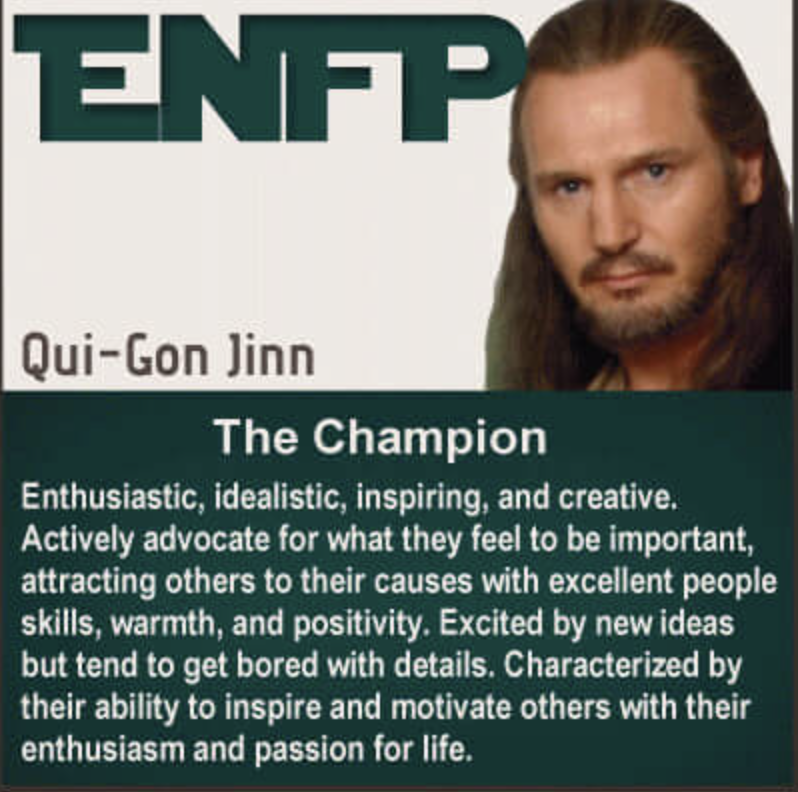 ENFP
Qui-Gon Jinn
The Champion
Enthusiastic, idealistic, inspiring, and creative.
Actively advocate for what they feel to be important,
attracting others to their causes with excellent people
skills, warmth, and positivity. Excited by new ideas
but tend to get bored with details. Characterized by
their ability to inspire and motivate others with their
enthusiasm and passion for life.